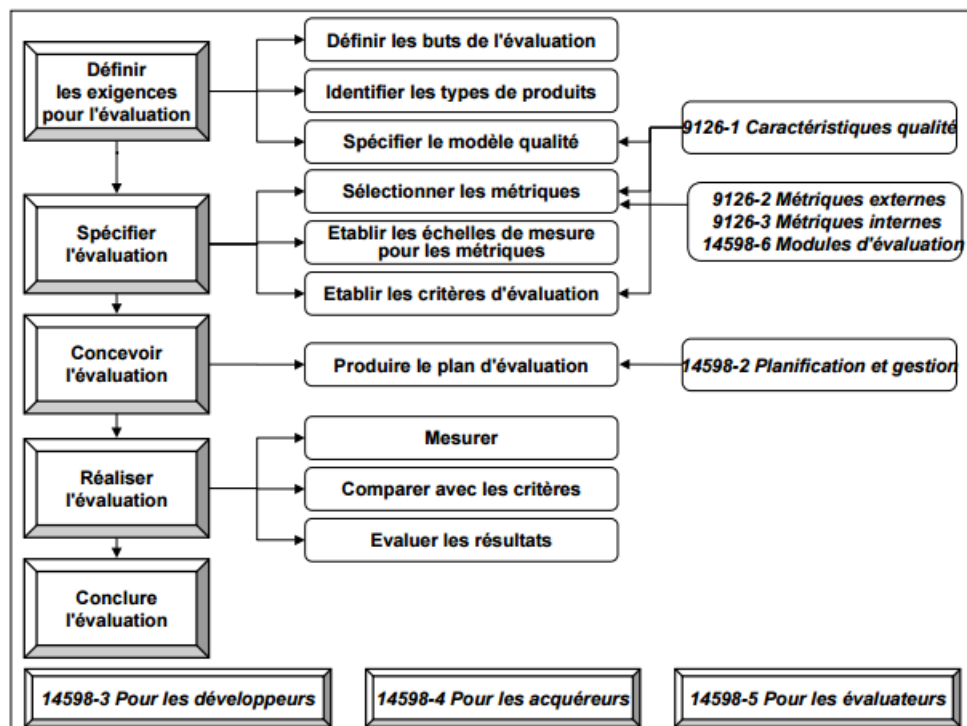 Définir
les exigences
pour l'évaluation
Définir les buts de l'évaluation
Identifier les types de produits
Spécifier le modèle qualité
9126-1 Caractéristiques qualité
Spécifier
l'évaluation
Sélectionner les métriques
Etablir les échelles de mesure
pour les métriques
Etablir les critères d'évaluation
9126-2 Métriques externes
9126-3 Métriques internes
14598-6 Modules d'évaluation
Concevoir
l'évaluation
Produire le plan d'évaluation
14598-2 Planification et gestion
Réaliser
l'évaluation
Mesurer
Comparer avec les critères
Evaluer les résultats
Conclure
l'évaluation
14598-3 Pour les développeurs
14598-4 Pour les acquéreurs
14598-5 Pour les évaluateurs